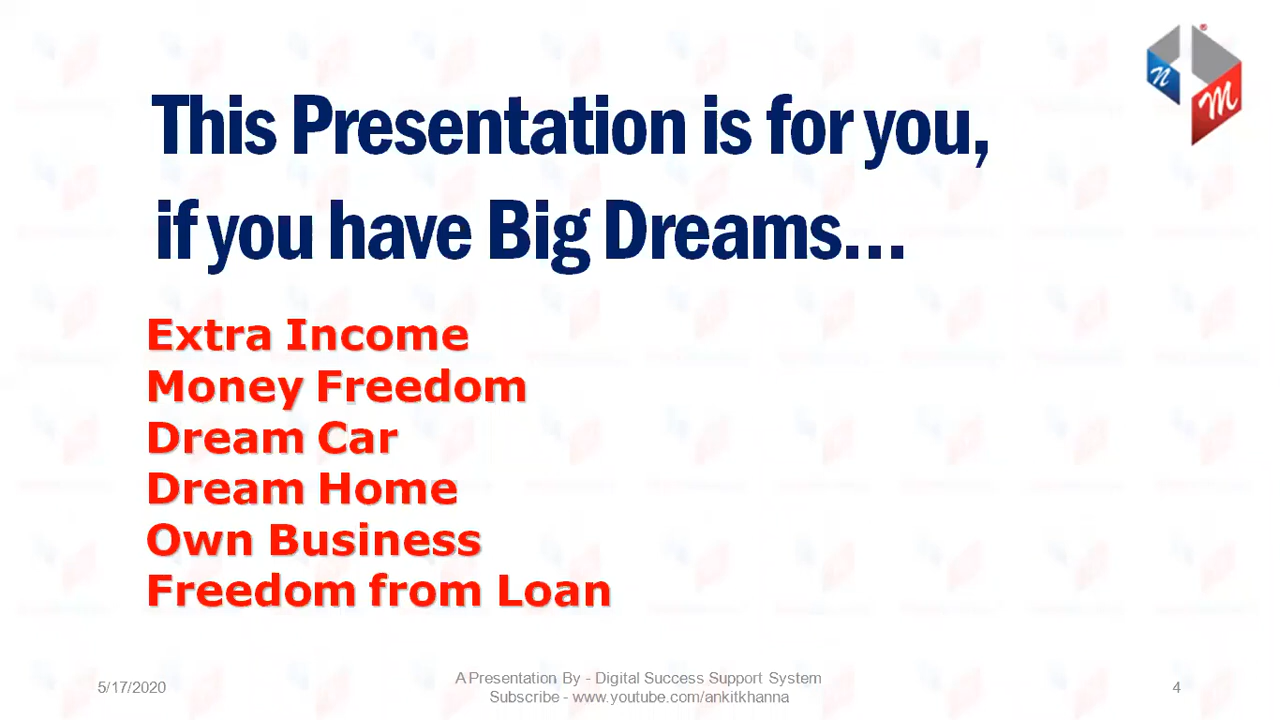 This Presentation is for you,
if you have Big Dreams...
Extra Income
Money Freedom
Dream Car
Dream Home
Own Business
Freedom from Loan
5/17/2020
A Presentation By - Digital Success Support System
Subscribe - www.youtube.com/ankitkhanna
4
n
M
®